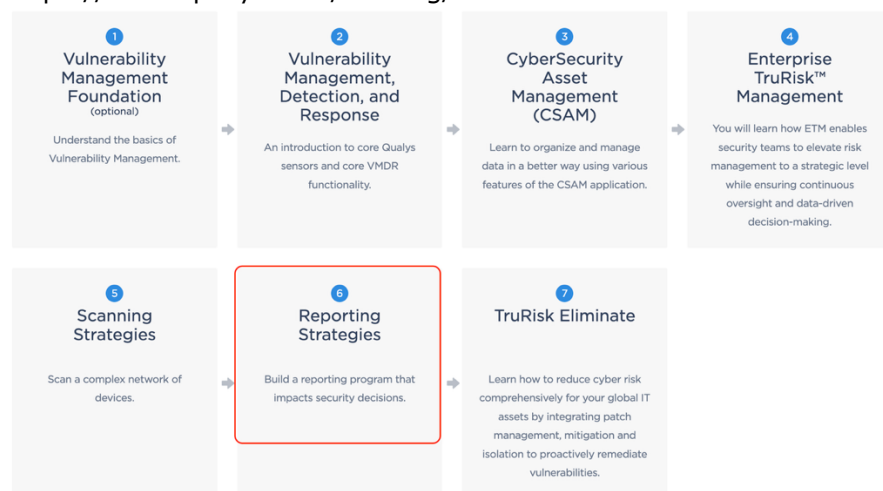 1
Vulnerability
Management
Foundation
(optional)
Understand the basics of
Vulnerability Management.
2
Vulnerability
Management,
Detection, and
Response
An introduction to core Qualys
sensors and core VMDR
functionality.
3
CyberSecurity
Asset
Management
(CSAM)
Learn to organize and manage
data in a better way using various
features of the CSAM application.
4
Enterprise
TruRisk™
Management
You will learn how ETM enables
security teams to elevate risk
management to a strategic level
while ensuring continuous
oversight and data-driven
decision-making.
5
Scanning
Strategies
Scan a complex network of
devices.
6
Reporting
Strategies
Build a reporting program that
impacts security decisions.
7
TruRisk Eliminate
Learn how to reduce cyber risk
comprehensively for your global IT
assets by integrating patch
management, mitigation and
isolation to proactively remediate
vulnerabilities.